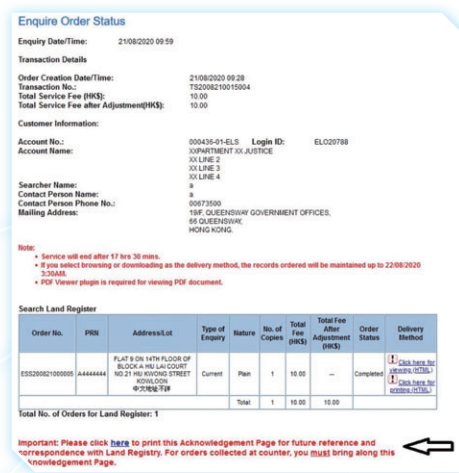 Enquire Order Status
Enquiry Date/Time: 21/08/2020 09:59
Transaction Details
Order Creation Date/Time: 21/08/2020 09:28
Transaction No.: TS2008210015004
Total Service Fee (HK$): 10.00
Total Service Fee after Adjustment(HK$): 10.00
Customer Information:
Account No.: 000436-01-ELS Login ID: ELO20788
Account Name: XXPARTMENT XX JUSTICE
XX LINE 2
XX LINE 3
XX LINE 4
Searcher Name: a
Contact Person Name: a
Contact Person Phone No.: 00673500
Mailing Address: 19/F, QUEENSWAY GOVERNMENT OFFICES,
66 QUEENSWAY,
HONG KONG.
Note:
• Service will end after 17 hrs 30 mins.
• If you select browsing or downloading as the delivery method, the records ordered will be maintained up to 22/08/2020
3:30AM.
• PDF Viewer plugin is required for viewing PDF document.
Search Land Register
Order No. PRN Address/Lot Type of Enquiry Nature No. of Copies Total Fee (HK$) Total Fee After Adjustment (HK$) Order Status Delivery Method
ESS200821000005 A4444444 FLAT 9 ON 14TH FLOOR OF BLOCK A HIU LAI COURT NO.21 HIU KWONG STREET KOWLOON 中文地址不詳 Current Plain 1 10.00 -- Completed Click here for viewing (HTML) Click here for printing (HTML)
Total 1 10.00 10.00
Total No. of Orders for Land Register: 1
Important: Please click here to print this Acknowledgement Page for future reference and
correspondence with Land Registry. For orders collected at counter, you must bring along this
Acknowledgement Page.